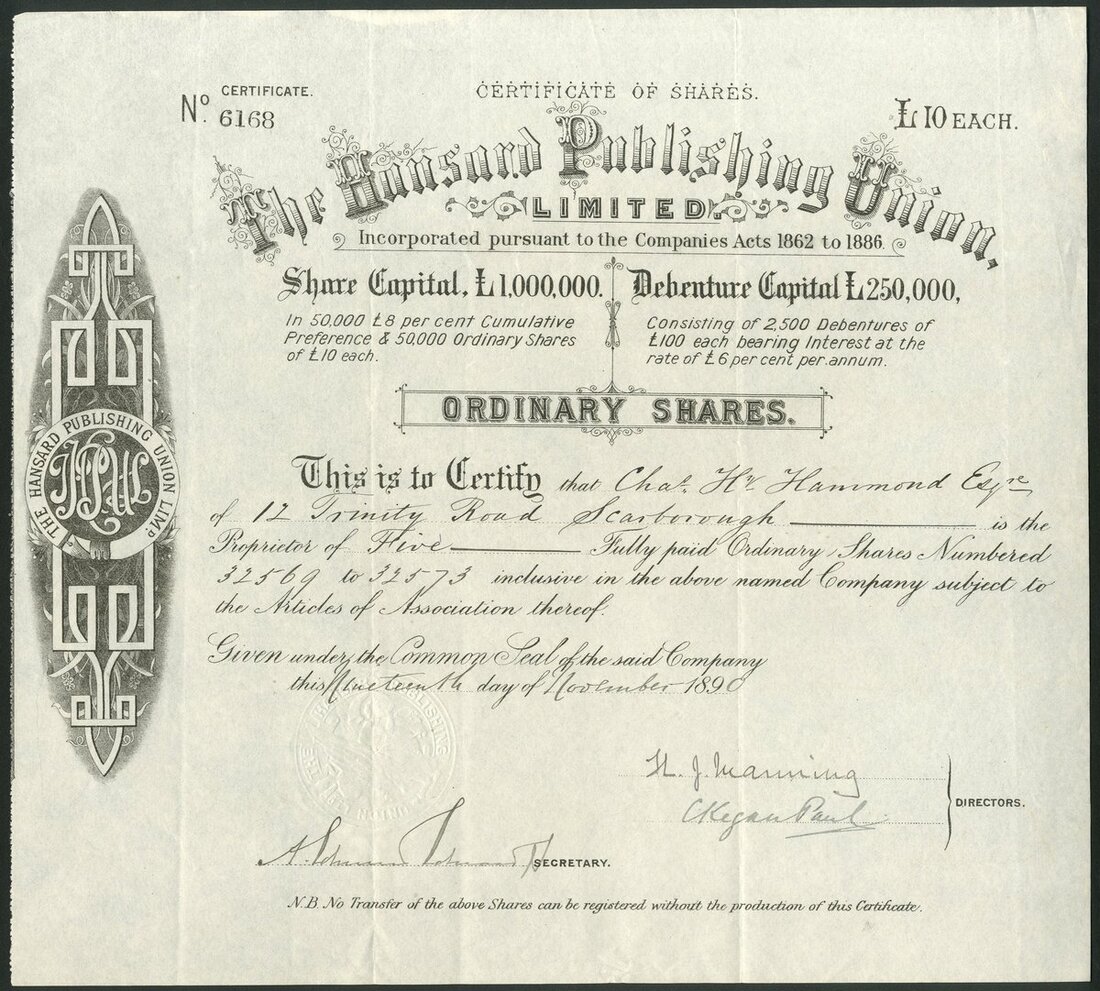 CERTIFICATE.
Nº. 6168
CERTIFICATE OF SHARES.
£10 EACH.
The Hansard Publishing Union,
LIMITED.
Incorporated pursuant to the Companies Acts 1862 to 1886.
Share Capital, £1,000,000.
In 50,000 £8 per cent Cumulative
Preference & 50,000 Ordinary Shares
of £10 each.
Debenture Capital £250,000,
Consisting of 2,500 Debentures of
£100 each bearing Interest at the
rate of £6 per cent per annum.
ORDINARY SHARES.
THE HANSARD PUBLISHING UNION LIMD.
HPUL
This is to Certify that Chas. Hy. Hammond Esqre
of 12 Trinity Road Scarborough is the
Proprietor of Five Fully paid Ordinary Shares Numbered
32569 to 32573 inclusive in the above named Company subject to
the Articles of Association thereof.
Given under the Common Seal of the said Company
this Nineteenth day of November 1890
THE PUBLISHING UNION
H. J. Manning
C Kegan Paul
DIRECTORS.
SECRETARY.
N.B. No Transfer of the above Shares can be registered without the production of this Certificate.